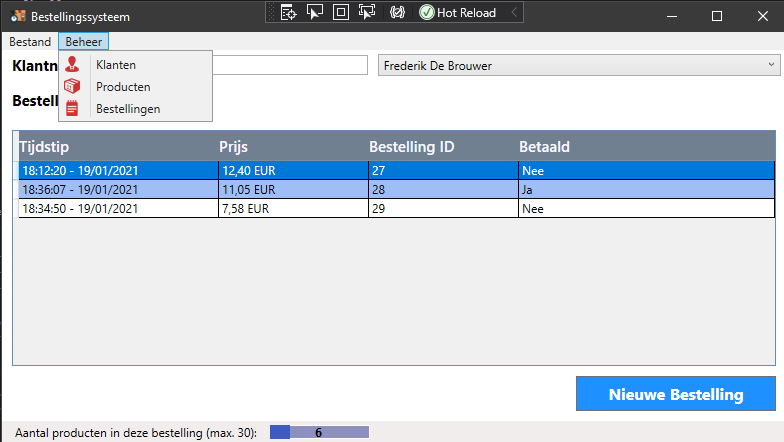 Bestellingssysteem
Hot Reload
Bestand Beheer
Klanten
Producten
Bestellingen
Frederik De Brouwer
Tijdstip Prijs Bestelling ID Betaald
18:12:20 - 19/01/2021 12,40 EUR 27 Nee
18:36:07 - 19/01/2021 11,05 EUR 28 Ja
18:34:50 - 19/01/2021 7,58 EUR 29 Nee
Nieuwe Bestelling
Aantal producten in deze bestelling (max. 30): 6